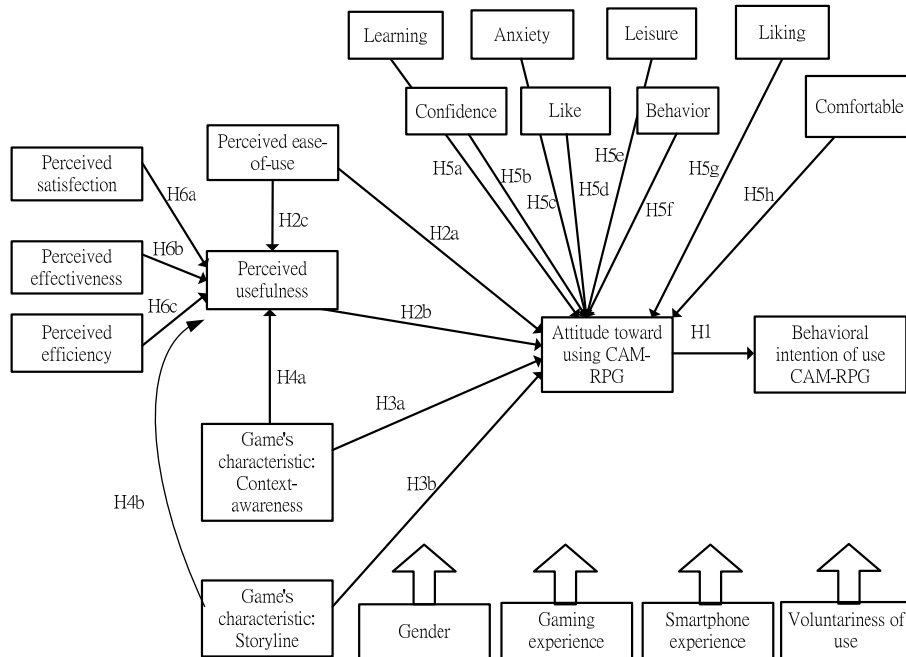 Learning
Anxiety
Leisure
Liking
Confidence
Like
Behavior
Comfortable
Perceived ease-
of-use
Perceived
satisfaction
H5a
H5b
H5c
H5d
H5e
H5f
H5g
H5h
H6a
H2c
H2a
Perceived
effectiveness
H6b
Perceived
usefulness
H6c
H2b
Perceived
efficiency
Attitude toward
using CAM-
RPG
H1
Behavioral
intention of use
CAM-RPG
H4a
H3a
Game's
characteristic:
Context-
awareness
H3b
H4b
Game's
characteristic:
Storyline
Gender
Gaming
experience
Smartphone
experience
Voluntariness of
use